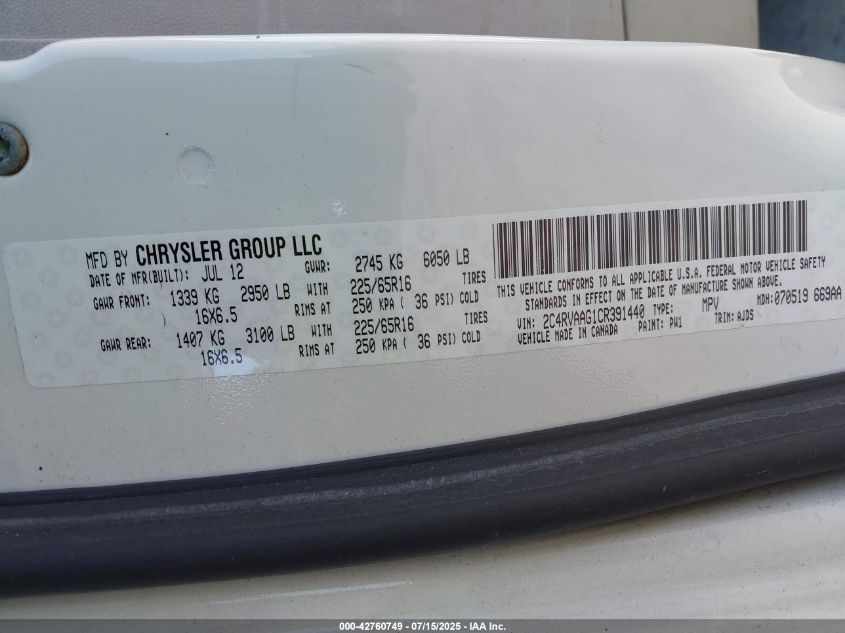 MFD BY CHRYSLER GROUP LLC
DATE OF MFR(BUILT): JUL 12 GVWR: 2745 KG 6050 LB
GAWR FRONT: 1339 KG 2950 LB WITH 225/65R16 TIRES
16X6.5 RIMS AT 250 KPA ( 36 PSI) COLD
GAWR REAR: 1407 KG 3100 LB WITH 225/65R16 TIRES
16X6.5 RIMS AT 250 KPA ( 36 PSI) COLD
THIS VEHICLE CONFORMS TO ALL APPLICABLE U.S.A. FEDERAL MOTOR VEHICLE SAFETY
STANDARDS IN EFFECT ON THE DATE OF MANUFACTURE SHOWN ABOVE.
VIN: 2C4RVAAG1CR391440 TYPE: MPV MDH:070519 669AA
VEHICLE MADE IN CANADA PAINT: PW1 TRIM: AJDS
000-42760749 - 07/15/2025 - IAA Inc.